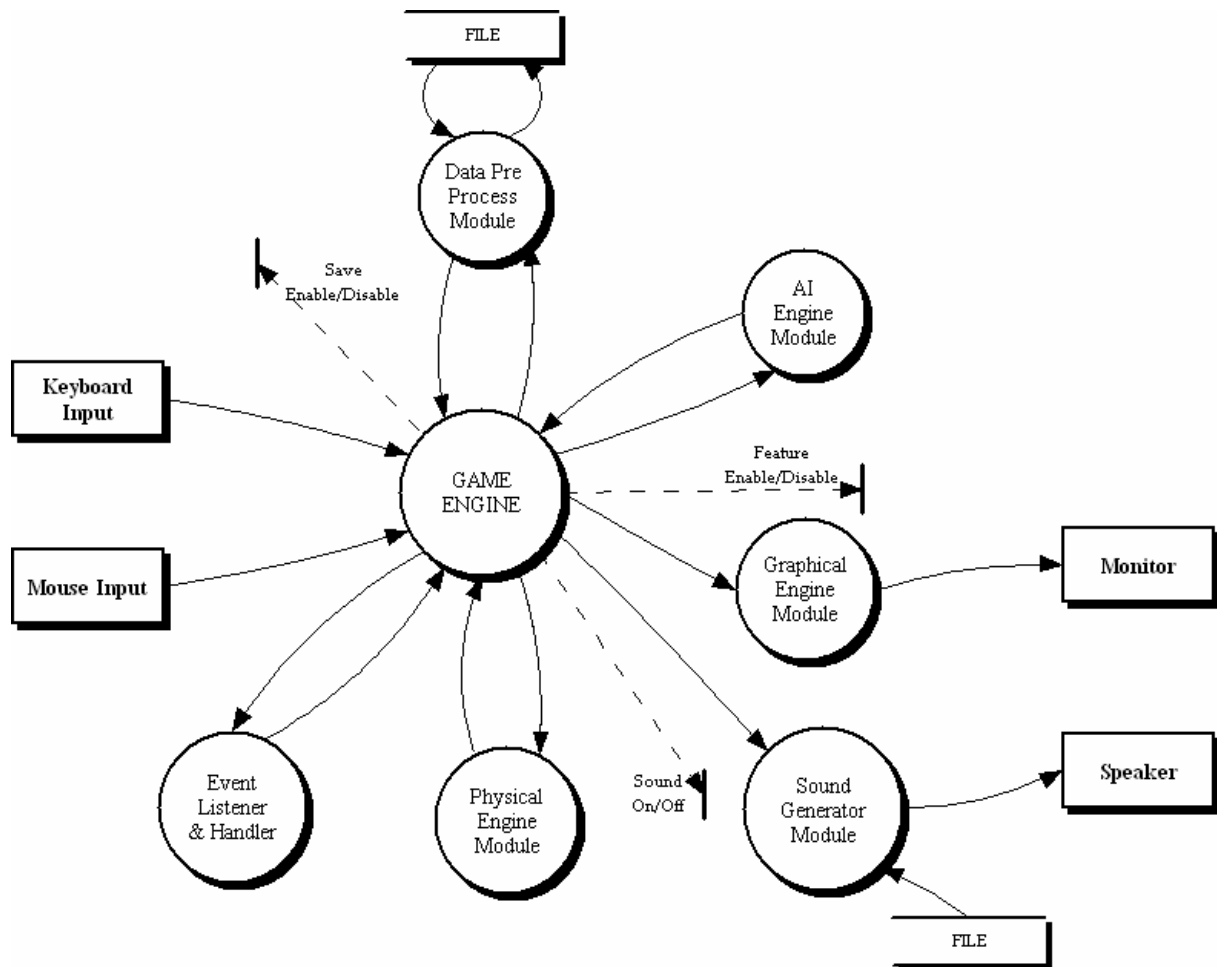 FILE
Data Pre
Process
Module
Save
Enable/Disable
AI
Engine
Module
Keyboard
Input
GAME
ENGINE
Feature
Enable/Disable
Mouse Input
Graphical
Engine
Module
Monitor
Event
Listener
& Handler
Physical
Engine
Module
Sound
On/Off
Sound
Generator
Module
Speaker
FILE